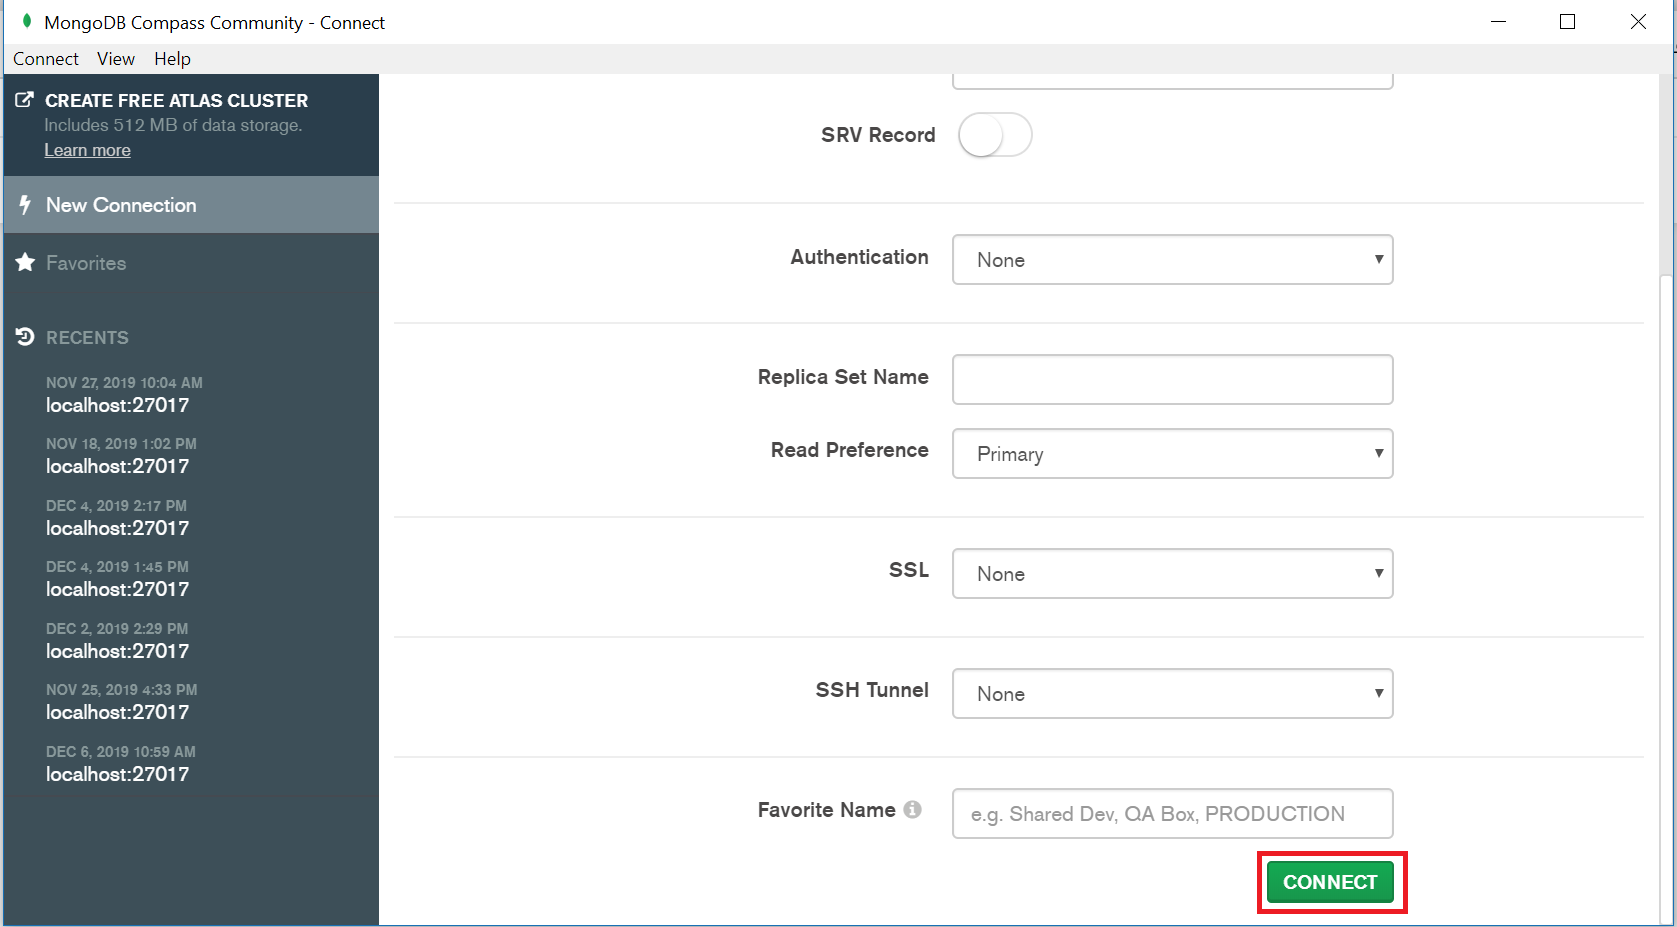 MongoDB Compass Community - Connect
Connect View Help
CREATE FREE ATLAS CLUSTER
Includes 512 MB of data storage.
Learn more
New Connection
Favorites
RECENTS
NOV 27, 2019 10:04 AM
localhost:27017
NOV 18, 2019 1:02 PM
localhost:27017
DEC 4, 2019 2:17 PM
localhost:27017
DEC 4, 2019 1:45 PM
localhost:27017
DEC 2, 2019 2:29 PM
localhost:27017
NOV 25, 2019 4:33 PM
localhost:27017
DEC 6, 2019 10:59 AM
localhost:27017
SRV Record
Authentication None
Replica Set Name
Read Preference Primary
SSL None
SSH Tunnel None
Favorite Name e.g. Shared Dev, QA Box, PRODUCTION
CONNECT